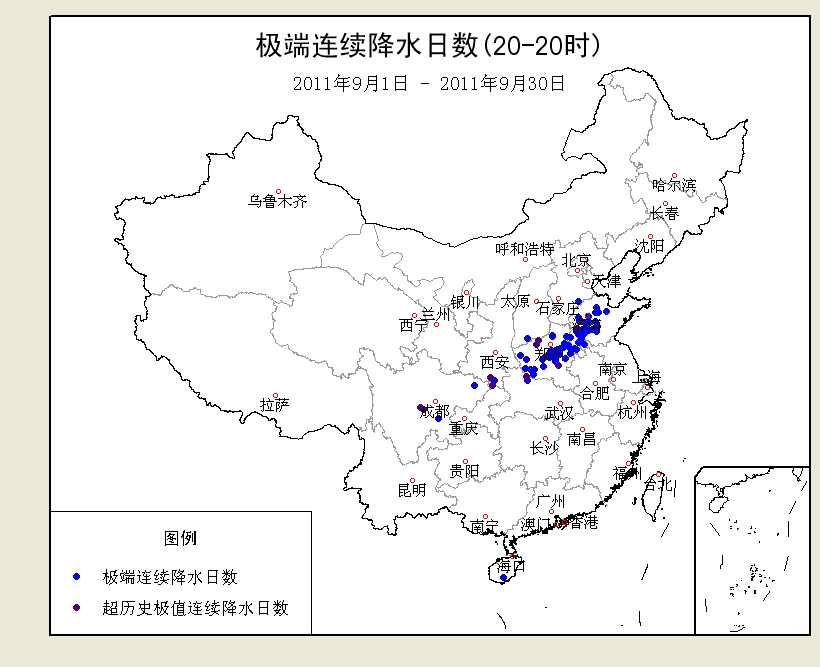 极端连续降水日数(20-20时)
2011年9月1日 - 2011年9月30日
哈尔滨
乌鲁木齐
长春
沈阳
呼和浩特
北京
天津
银川
太原
石家庄
兰州
西宁
西安
南京
上海
合肥
拉萨
成都
武汉
杭州
重庆
南昌
长沙
贵阳
福州
台北
昆明
广州
南宁
澳门
香港
海口
图例
极端连续降水日数
超历史极值连续降水日数